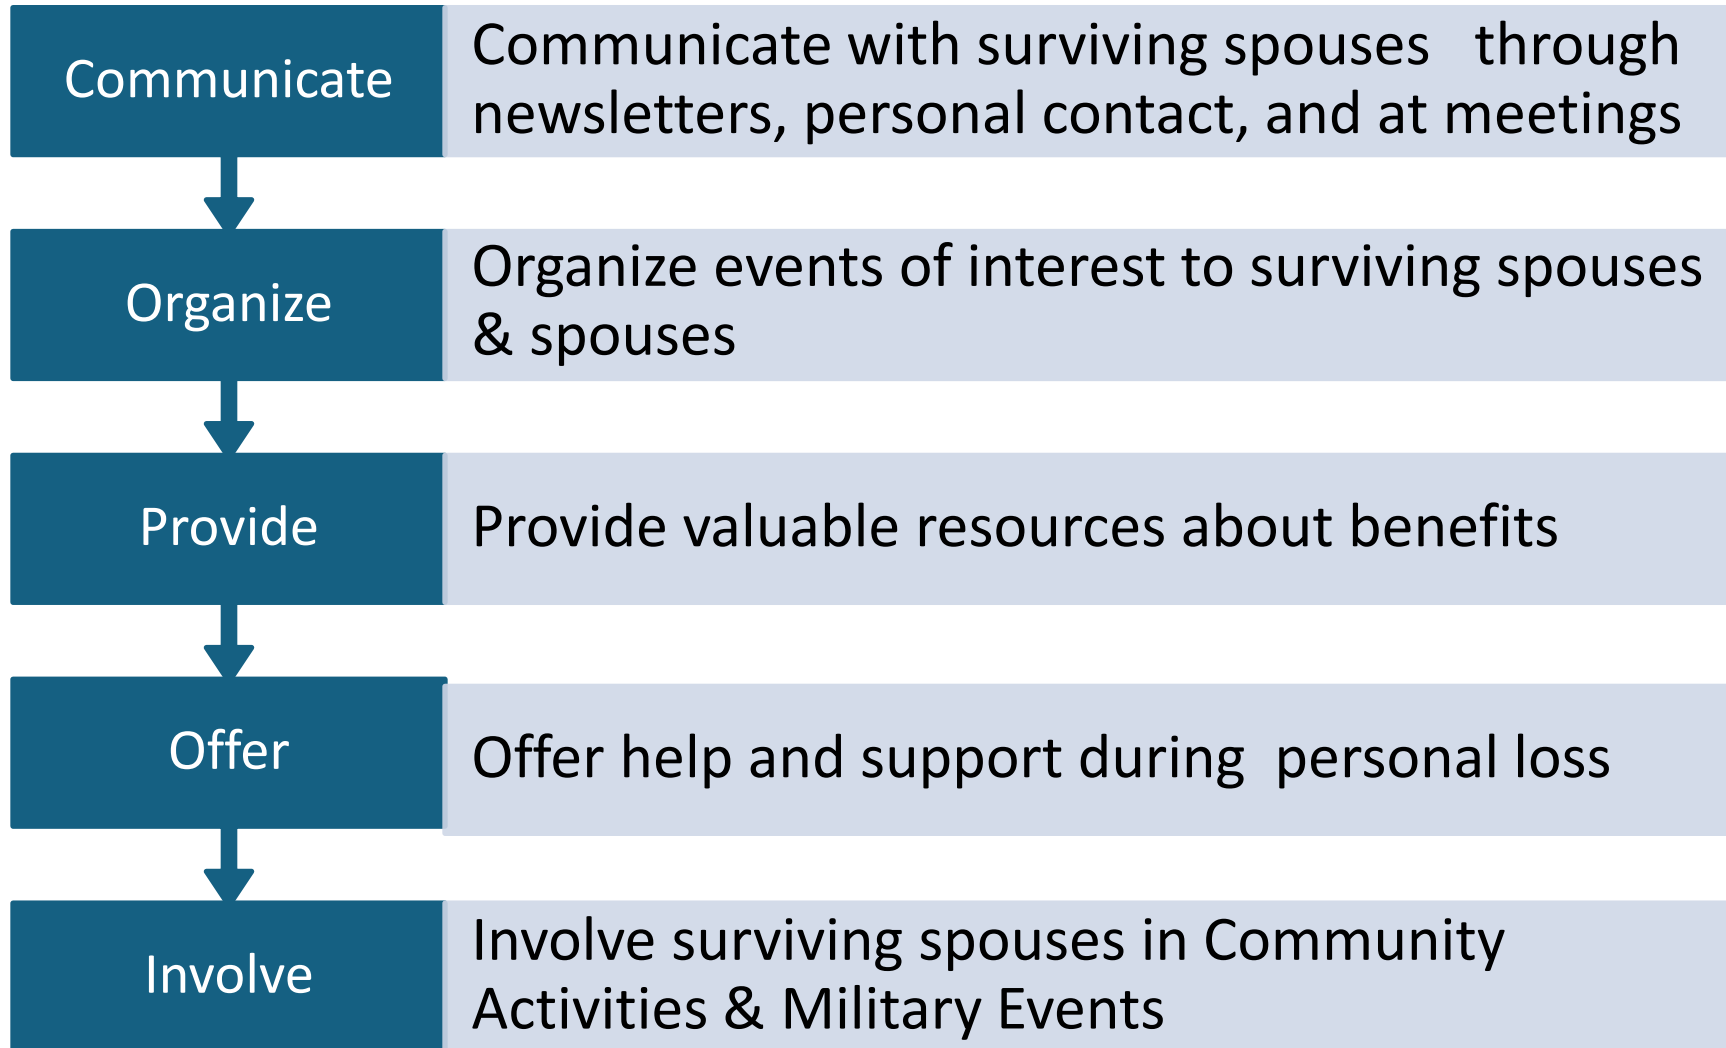 Communicate
Communicate with surviving spouses   through
newsletters, personal contact, and at meetings
Organize
Organize events of interest to surviving spouses
& spouses
Provide
Provide valuable resources about benefits
Offer
Offer help and support during  personal loss
Involve
Involve surviving spouses in Community
Activities & Military Events